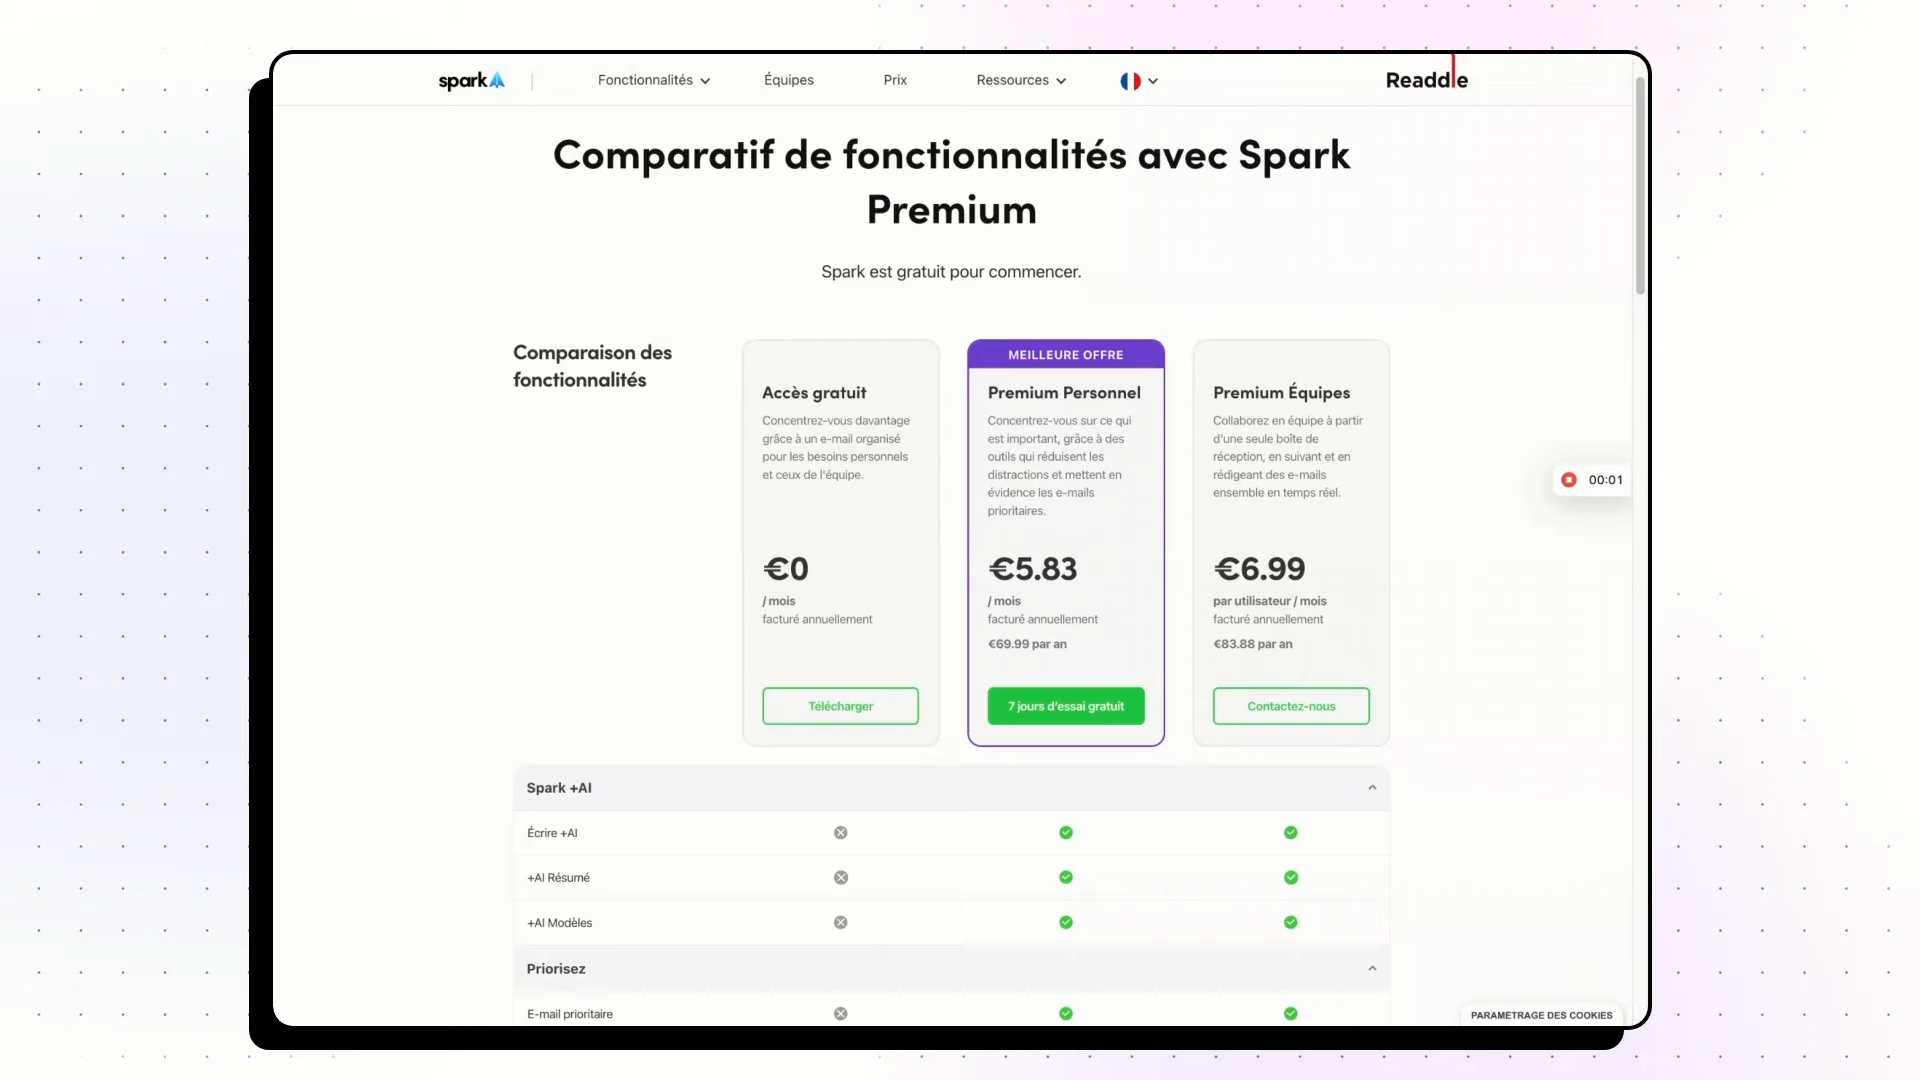 spark
Fonctionnalités
Équipes
Prix
Ressources
Readdle
Comparatif de fonctionnalités avec Spark
Premium
Spark est gratuit pour commencer.
Comparaison des
fonctionnalités
Accès gratuit
Concentrez-vous davantage
grâce à un e-mail organisé
pour les besoins personnels
et ceux de l'équipe.
€0
/ mois
facturé annuellement
Télécharger
MEILLEURE OFFRE
Premium Personnel
Concentrez-vous sur ce qui
est important, grâce à des
outils qui réduisent les
distractions et mettent en
évidence les e-mails
prioritaires.
€5.83
/ mois
facturé annuellement
€69.99 par an
7 jours d'essai gratuit
Premium Équipes
Collaborez en équipe à partir
d'une seule boîte de
réception, en suivant et en
rédigeant des e-mails
ensemble en temps réel.
€6.99
par utilisateur / mois
facturé annuellement
€83.88 par an
Contactez-nous
00:01
Spark +AI
Écrire +AI
+AI Résumé
+AI Modèles
Priorisez
E-mail prioritaire
PARAMÉTRAGE DES COOKIES